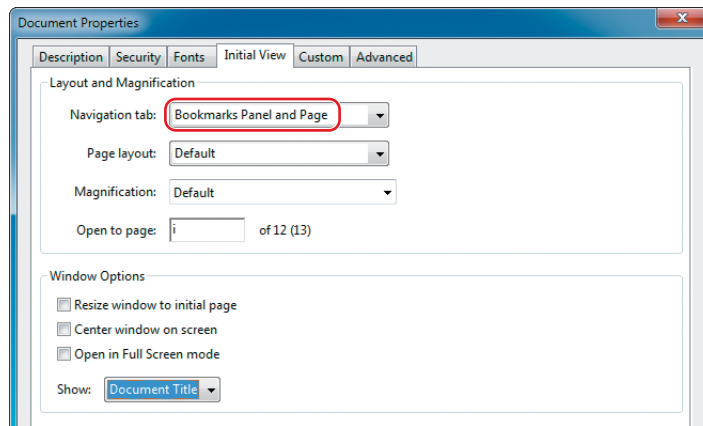 Document Properties
Description Security Fonts Initial View Custom Advanced
Layout and Magnification
Navigation tab: Bookmarks Panel and Page
Page layout: Default
Magnification: Default
Open to page: i of 12 (13)
Window Options
Resize window to initial page
Center window on screen
Open in Full Screen mode
Show: Document Title